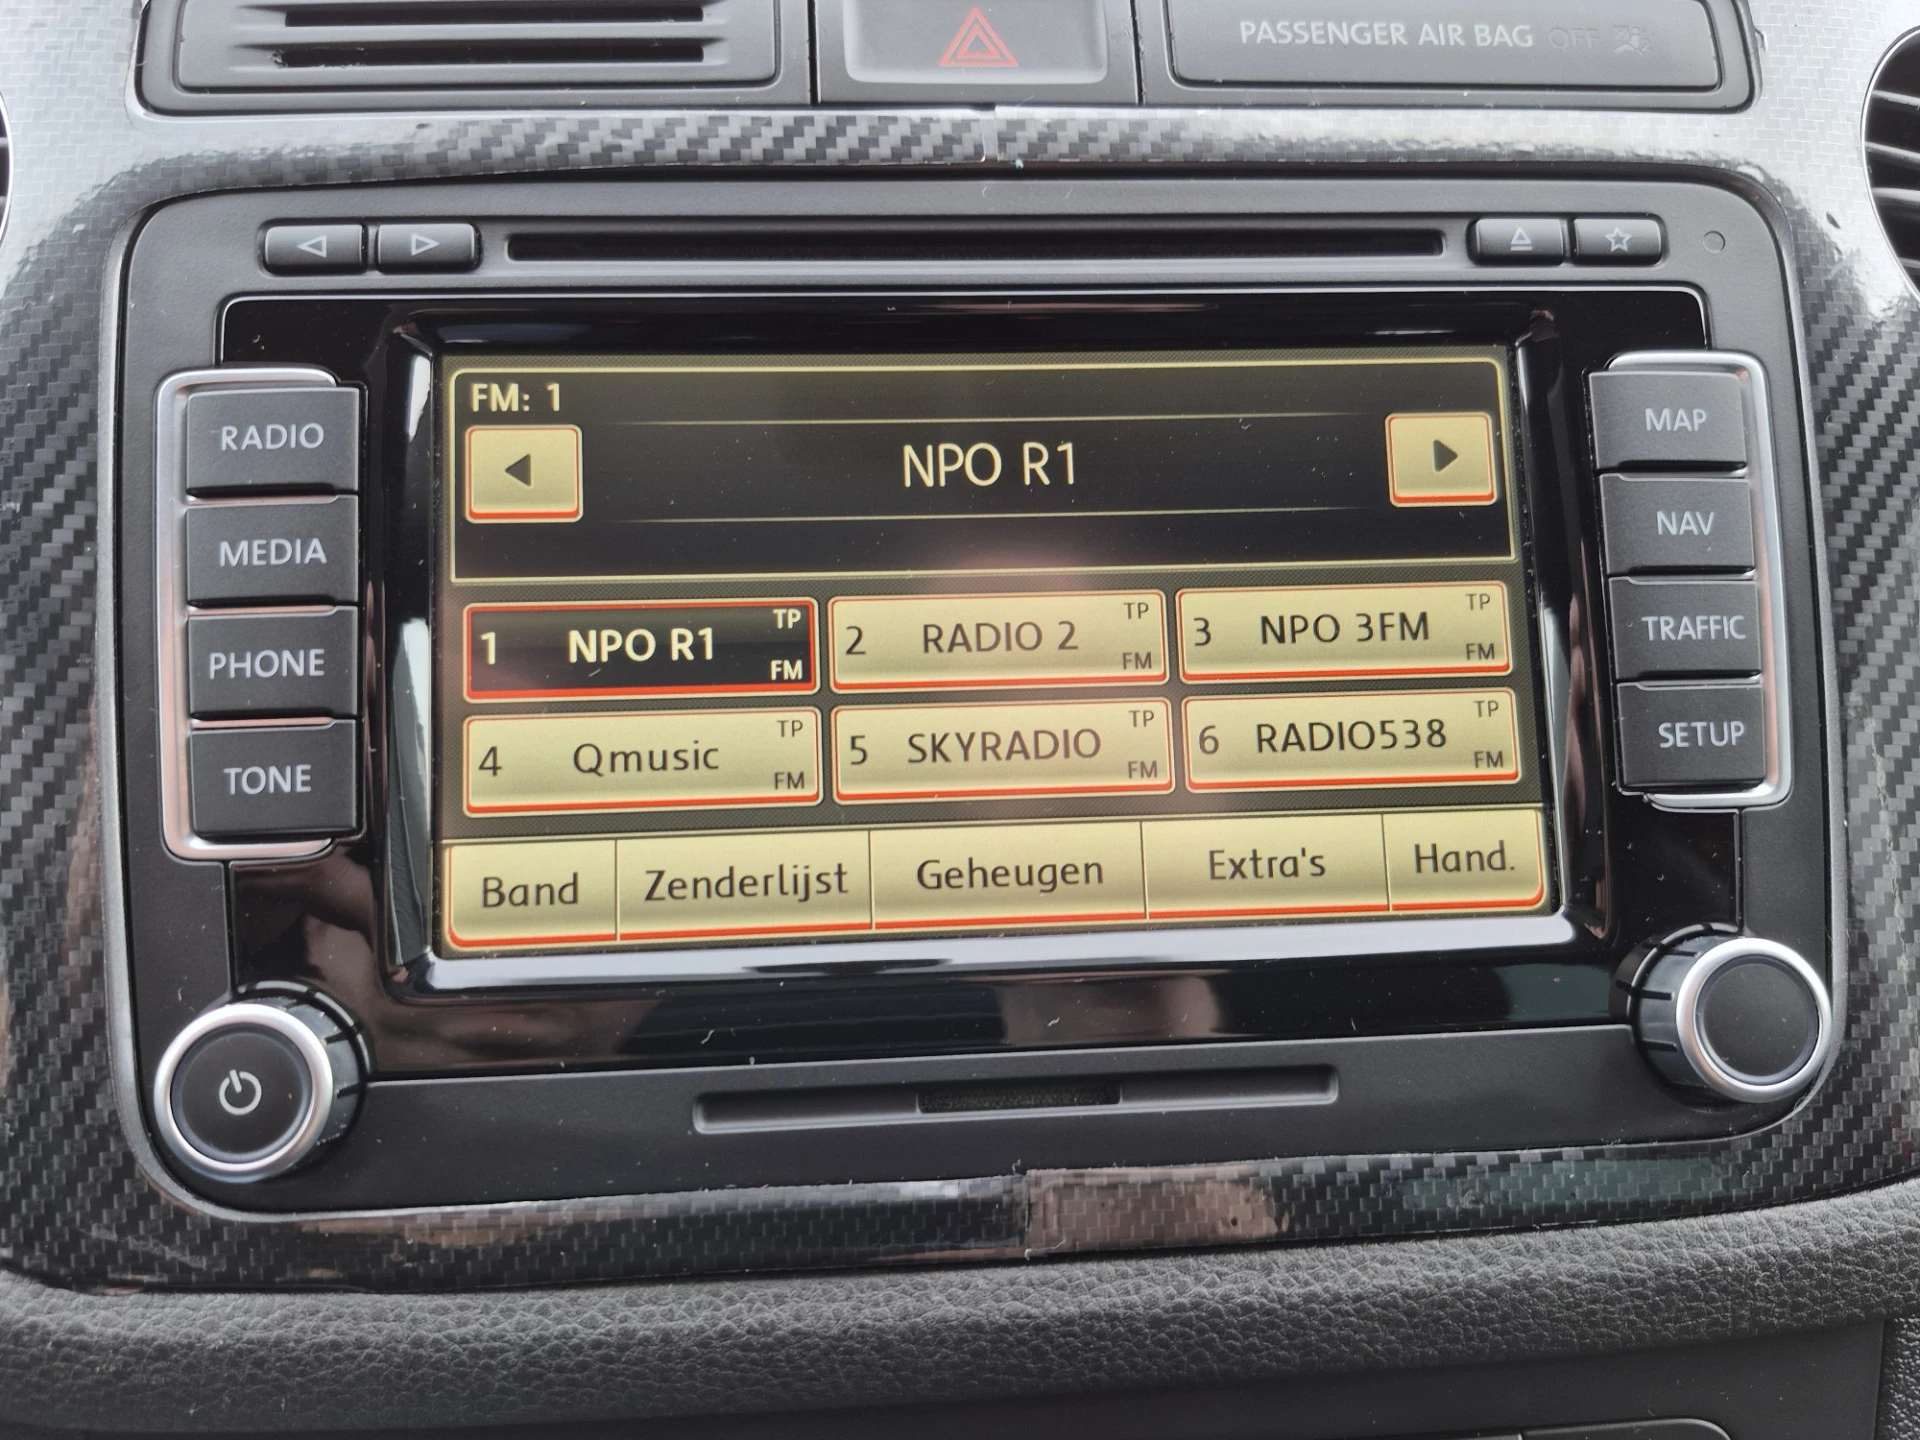 PASSENGER AIR BAG OFF
FM: 1
NPO R1
1 NPO R1 TP FM
2 RADIO 2 TP FM
3 NPO 3FM TP FM
4 Qmusic TP FM
5 SKYRADIO TP FM
6 RADIO538 TP FM
Band Zenderlijst Geheugen Extra's Hand.
RADIO
MEDIA
PHONE
TONE
MAP
NAV
TRAFFIC
SETUP